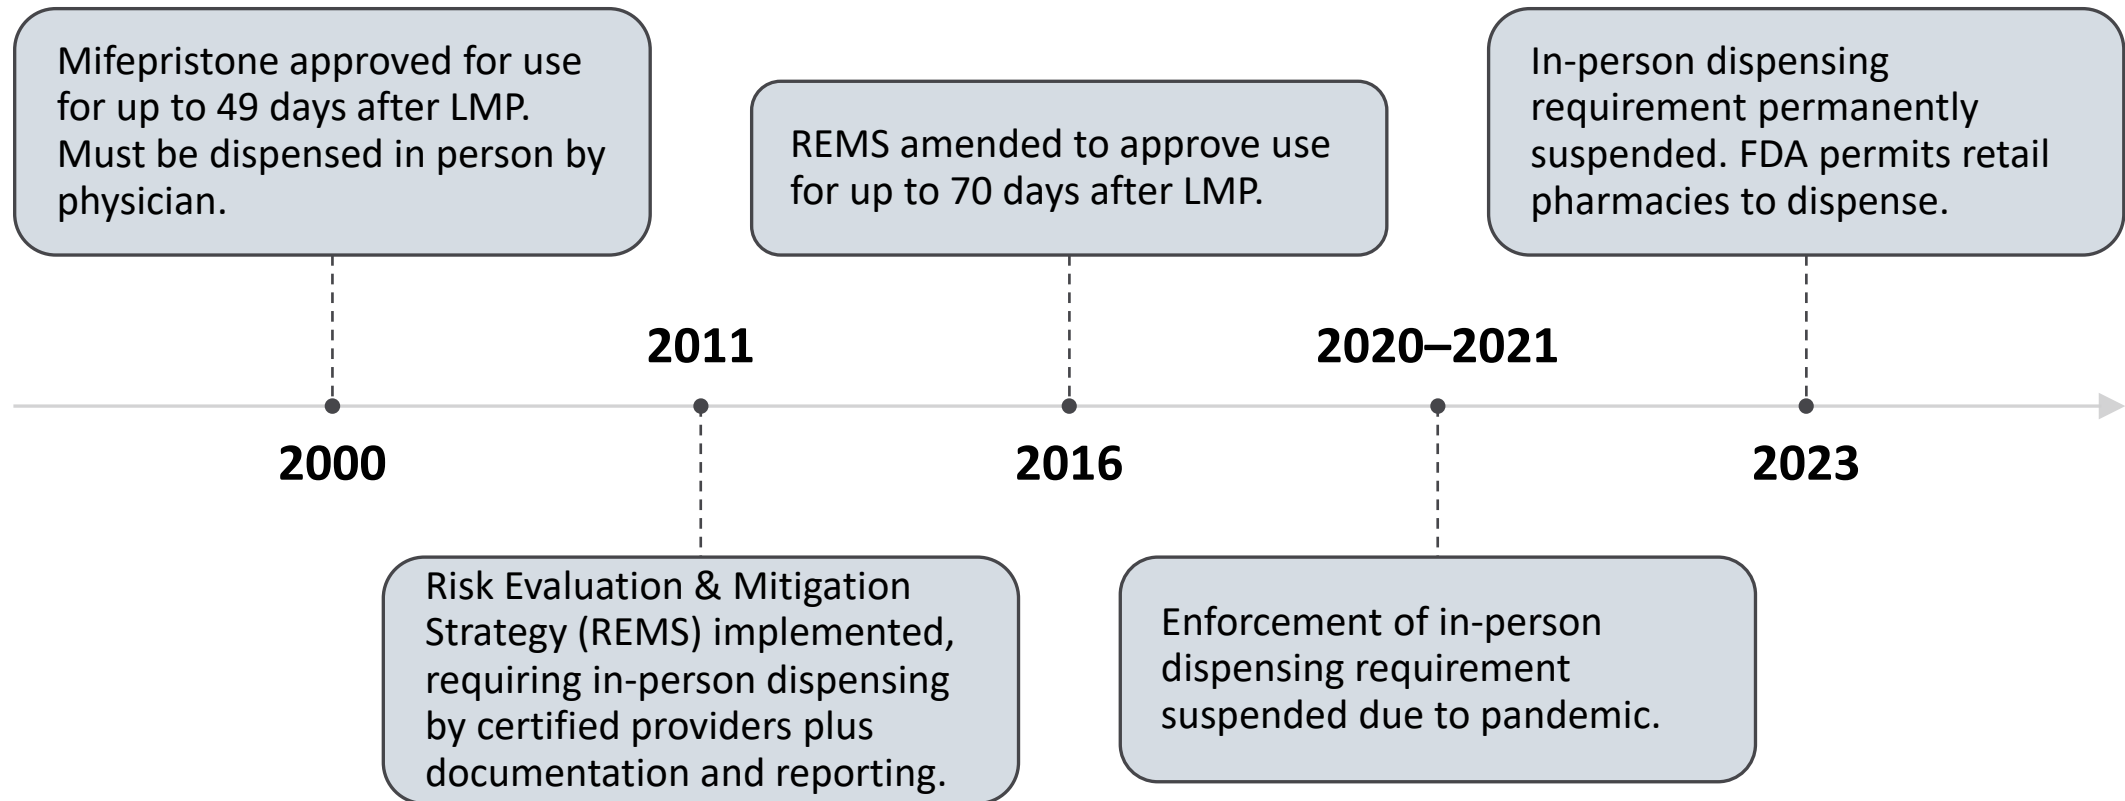 Mifepristone approved for use
for up to 49 days after LMP.
Must be dispensed in person by
physician.
2000
2011
Risk Evaluation & Mitigation
Strategy (REMS) implemented,
requiring in-person dispensing
by certified providers plus
documentation and reporting.
REMS amended to approve use
for up to 70 days after LMP.
2016
2020–2021
Enforcement of in-person
dispensing requirement
suspended due to pandemic.
In-person dispensing
requirement permanently
suspended. FDA permits retail
pharmacies to dispense.
2023